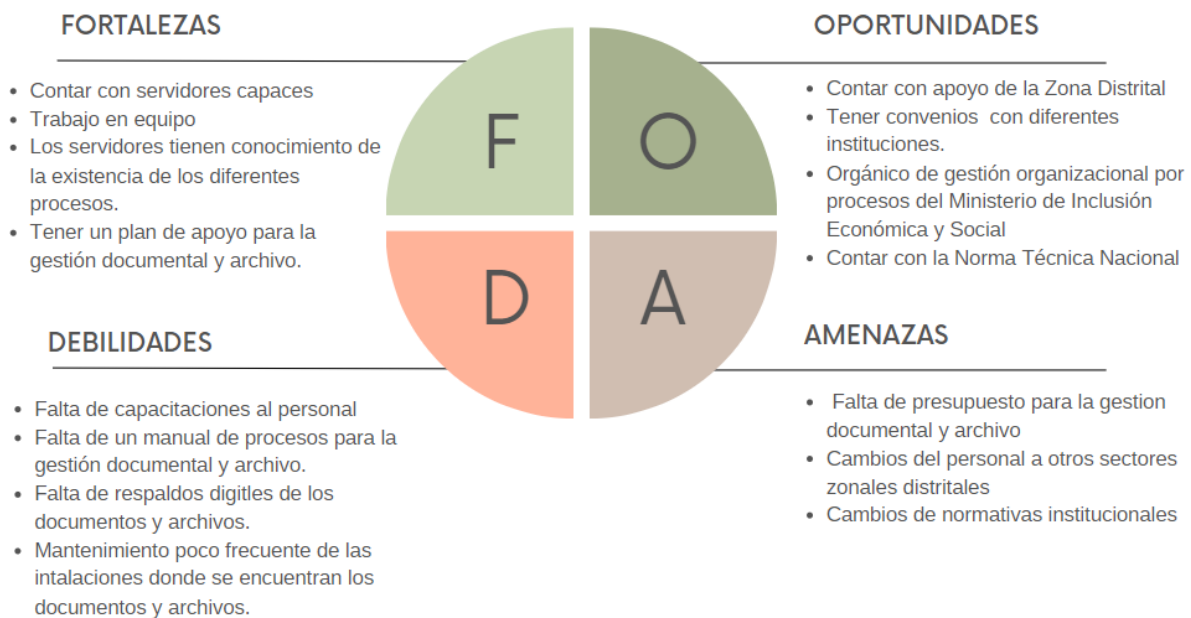 FORTALEZAS
Contar con servidores capaces
Trabajo en equipo
Los servidores tienen conocimiento de
la existencia de los diferentes
procesos.
Tener un plan de apoyo para la
gestión documental y archivo.
F
O
OPORTUNIDADES
Contar con apoyo de la Zona Distrital
Tener convenios con diferentes
instituciones.
Orgánico de gestión organizacional por
procesos del Ministerio de Inclusión
Económica y Social
Contar con la Norma Técnica Nacional
DEBILIDADES
Falta de capacitaciones al personal
Falta de un manual de procesos para la
gestión documental y archivo.
Falta de respaldos digitles de los
documentos y archivos.
Mantenimiento poco frecuente de las
intalaciones donde se encuentran los
documentos y archivos.
D
A
AMENAZAS
Falta de presupuesto para la gestion
documental y archivo
Cambios del personal a otros sectores
zonales distritales
Cambios de normativas institucionales